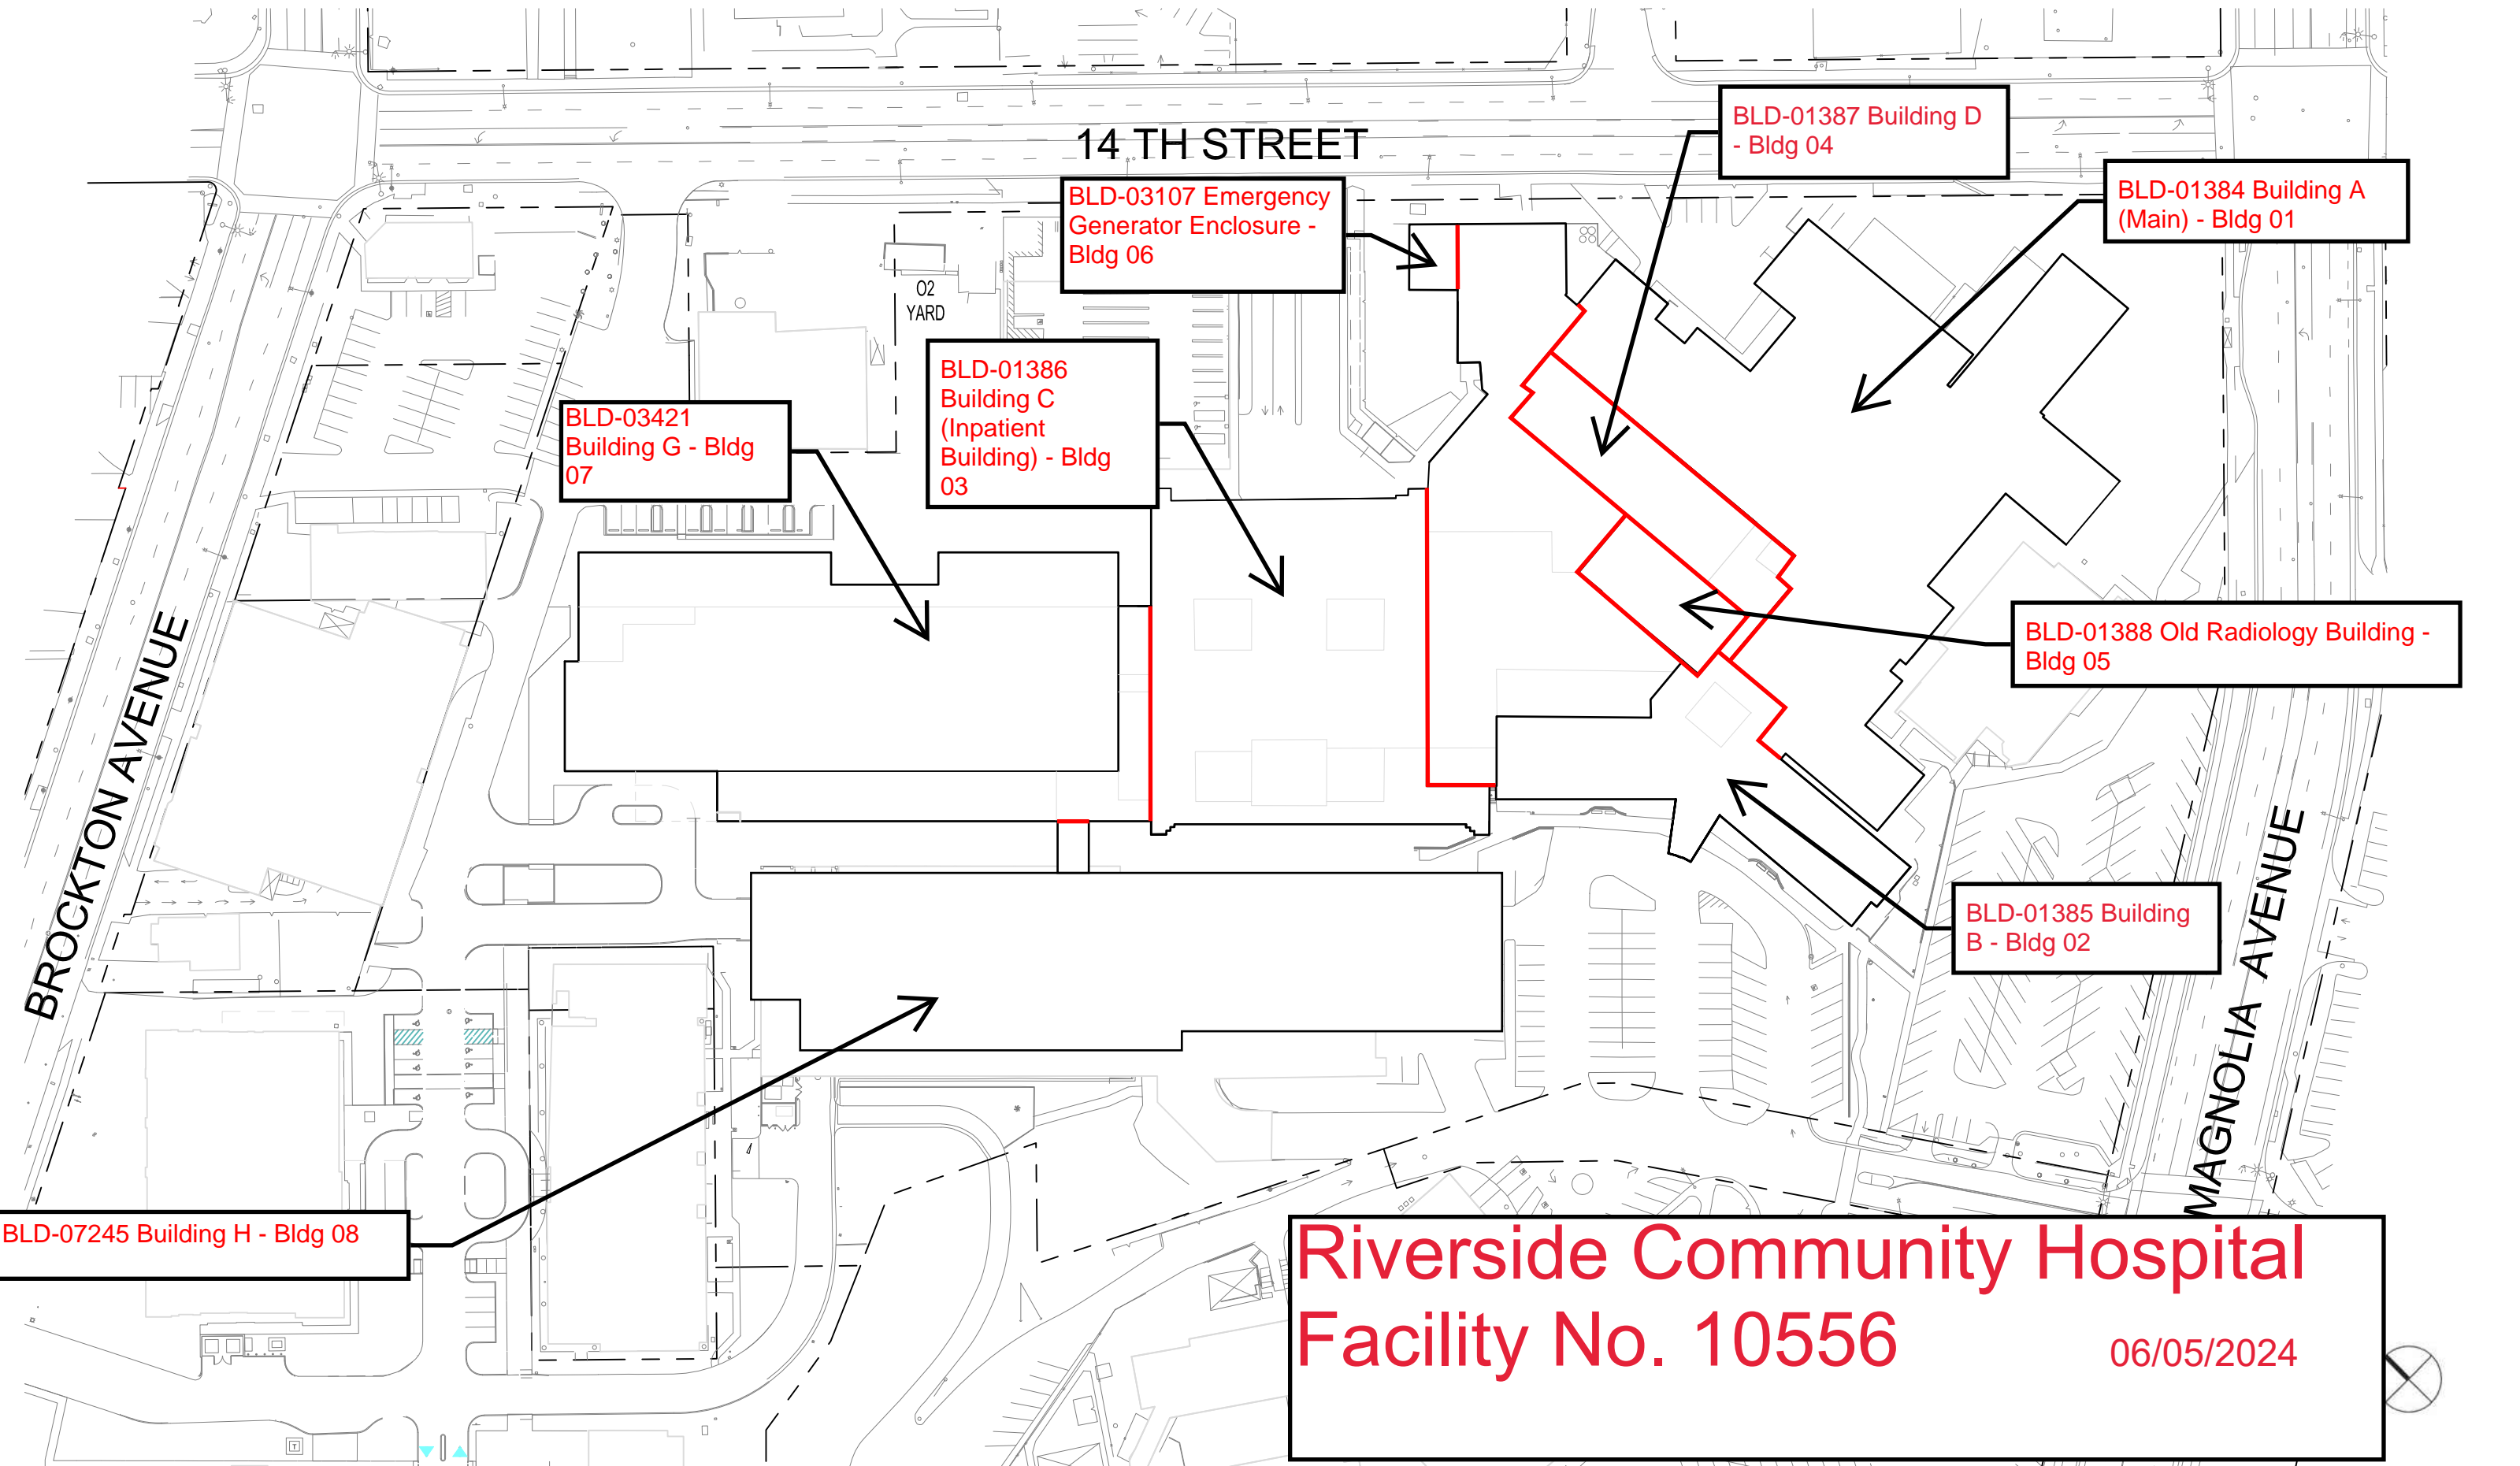 14 TH STREET
BLD-01387 Building D
- Bldg 04
BLD-01384 Building A
(Main) - Bldg 01
BLD-03107 Emergency
Generator Enclosure -
Bldg 06
O2
YARD
BLD-01386
Building C
(Inpatient
Building) - Bldg
03
BLD-03421
Building G - Bldg
07
BLD-01388 Old Radiology Building -
Bldg 05
BROCKTON AVENUE
MAGNOLIA AVENUE
BLD-01385 Building
B - Bldg 02
BLD-07245 Building H - Bldg 08
Riverside Community Hospital
Facility No. 10556
06/05/2024
T